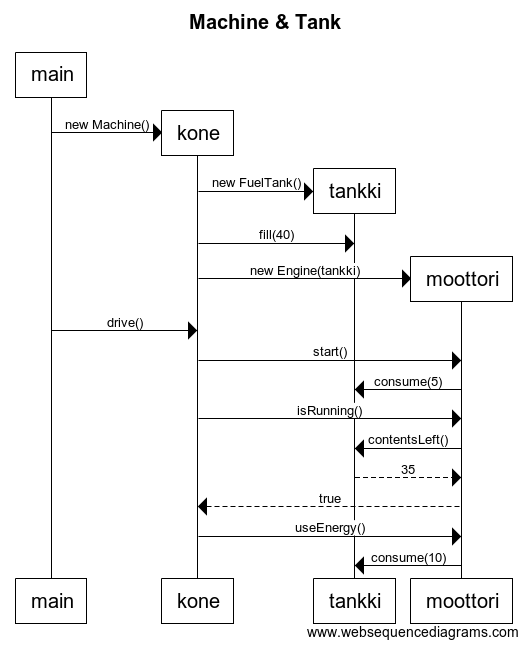 Machine & Tank
main
new Machine()
kone
new FuelTank()
tankki
fill(40)
new Engine(tankki)
moottori
drive()
start()
consume(5)
isRunning()
contentsLeft()
35
true
useEnergy()
consume(10)
main
kone
tankki
moottori
www.websequencediagrams.com